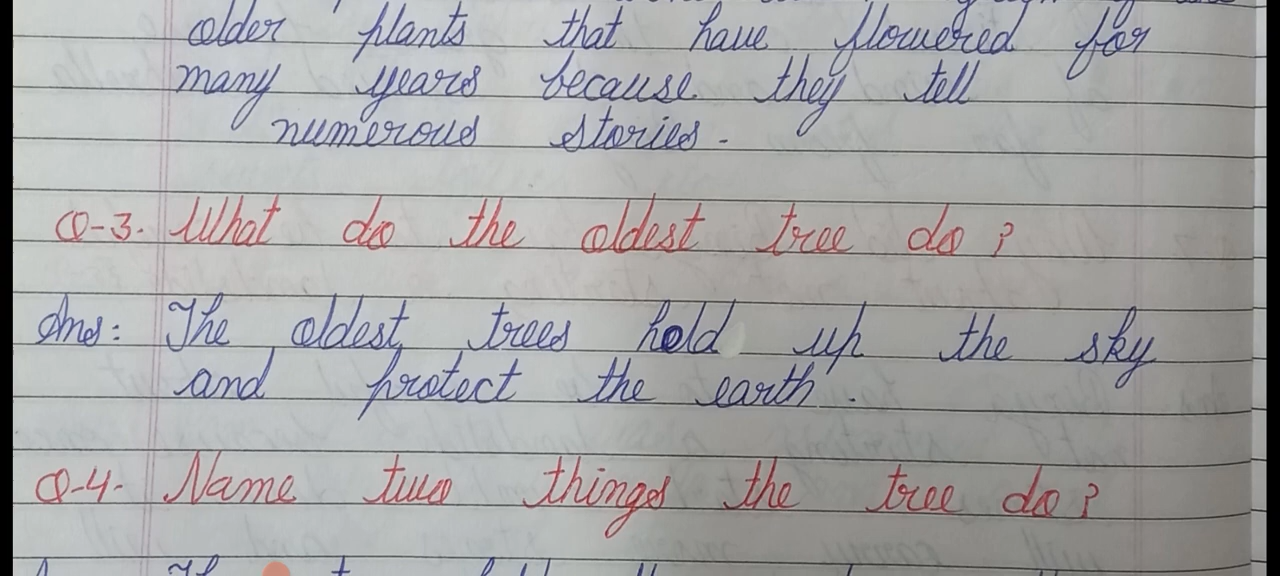 older plants that have flowered for
many years because they tell
numerous stories.
Q-3. What do the oldest tree do?
Ans: The oldest trees hold up the sky
and protect the earth.
Q-4. Name two things the tree do?